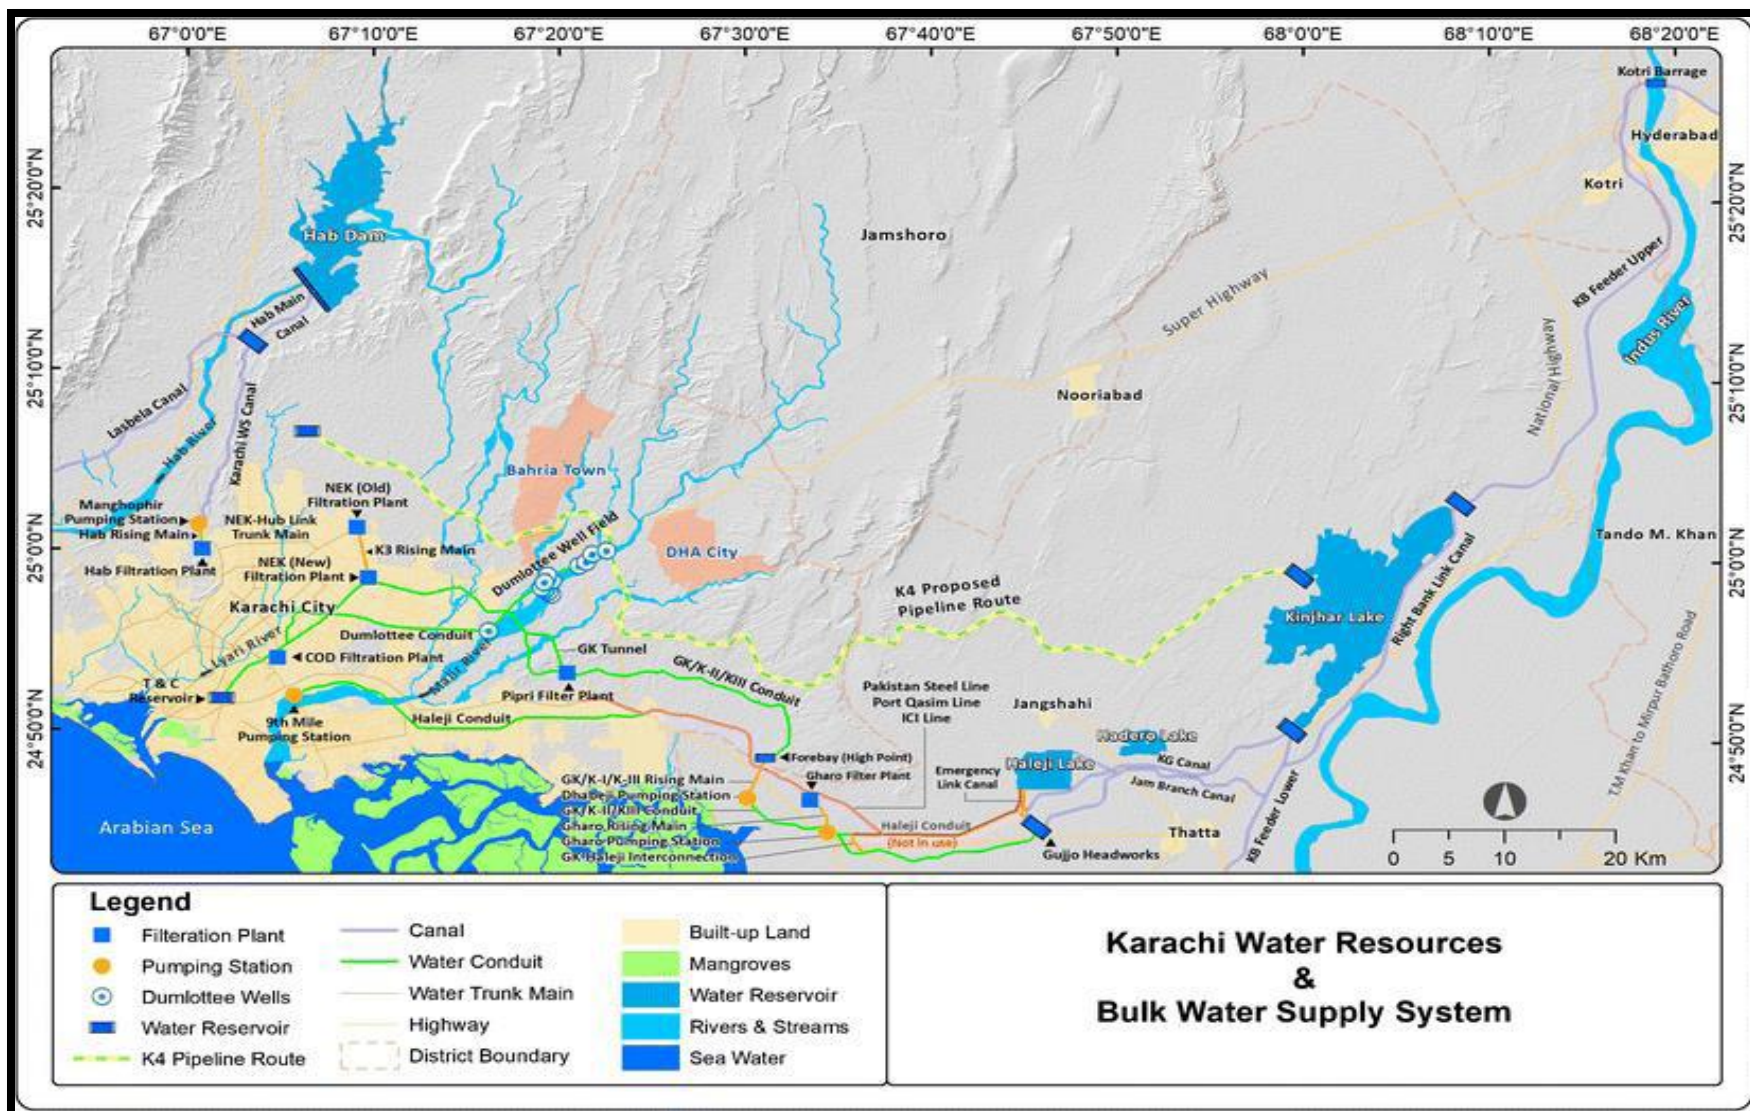 67°0'0"E
67°10'0"E
67°20'0"E
67°30'0"E
67°40'0"E
67°50'0"E
68°0'0"E
68°10'0"E
68°20'0"E
25°20'0"N
25°10'0"N
25°0'0"N
24°50'0"N
25°20'0"N
25°10'0"N
25°0'0"N
24°50'0"N
Kotri Barrage
Hyderabad
Kotri
Hab Dam
Jamshoro
KB Feeder Upper
Super Highway
Indus River
Hab Main
Canal
National Highway
Lasbela Canal
Karachi WS Canal
Hab River
Nooriabad
Bahria Town
NEK (Old)
Filtration Plant
Manghophir
Pumping Station
Hab Rising Main
NEK-Hub Link
Trunk Main
K3 Rising Main
Dumlottee Well Field
DHA City
Tando M. Khan
Hab Filtration Plant
NEK (New)
Filtration Plant
K4 Proposed
Pipeline Route
Right Bank Link Canal
Karachi City
Kinjhar Lake
Lyari River
Dumlottee Conduit
COD Filtration Plant
Malir River
GK Tunnel
GK/K-II/KIII Conduit
T.M Khan to Mirpur Bathoro Road
T & C
Reservoir
Pipri Filter Plant
Pakistan Steel Line
Port Qasim Line
ICI Line
Jangshahi
9th Mile
Pumping Station
Haleji Conduit
Hadero Lake
Forebay (High Point)
Haleji Lake
KG Canal
GK/K-I/K-III Rising Main
Gharo Filter Plant
Emergency
Link Canal
Jam Branch Canal
KB Feeder Lower
Dhabeji Pumping Station
GK/K-II/KIII Conduit
Gharo Rising Main
Gharo Pumping Station
GK-Haleji Interconnection
Haleji Conduit
(Not in use)
Thatta
Gujjo Headworks
Arabian Sea
0 5 10 20 Km
Legend
Filteration Plant
Pumping Station
Dumlottee Wells
Water Reservoir
K4 Pipeline Route
Canal
Water Conduit
Water Trunk Main
Highway
District Boundary
Built-up Land
Mangroves
Water Reservoir
Rivers & Streams
Sea Water
Karachi Water Resources
&
Bulk Water Supply System